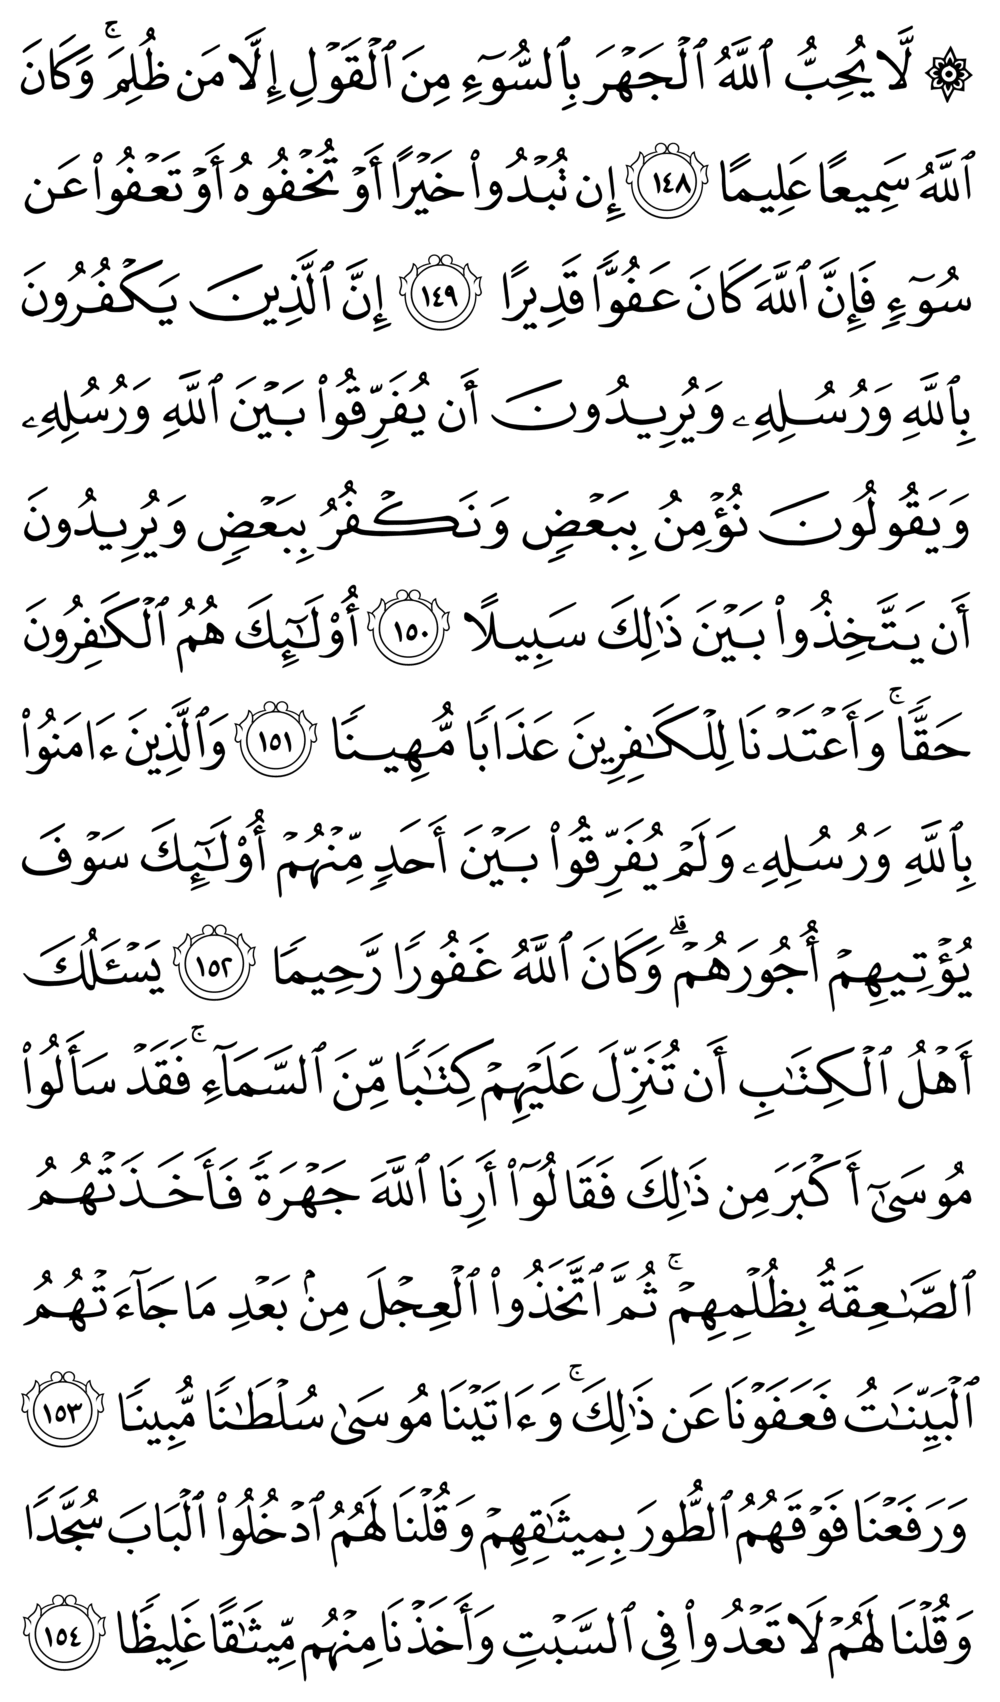 ۞ لَّا يُحِبُّ ٱللَّهُ ٱلۡجَهۡرَ بِٱلسُّوٓءِ مِنَ ٱلۡقَوۡلِ إِلَّا مَن ظُلِمَۚ وَكَانَ
ٱللَّهُ سَمِيعًا عَلِيمًا ١٤٨ إِن تُبۡدُواْ خَيۡرًا أَوۡ تُخۡفُوهُ أَوۡ تَعۡفُواْ عَن
سُوٓءٖ فَإِنَّ ٱللَّهَ كَانَ عَفُوّٗا قَدِيرًا ١٤٩ إِنَّ ٱلَّذِينَ يَكۡفُرُونَ
بِٱللَّهِ وَرُسُلِهِۦ وَيُرِيدُونَ أَن يُفَرِّقُواْ بَيۡنَ ٱللَّهِ وَرُسُلِهِۦ
وَيَقُولُونَ نُؤۡمِنُ بِبَعۡضٖ وَنَكۡفُرُ بِبَعۡضٖ وَيُرِيدُونَ
أَن يَتَّخِذُواْ بَيۡنَ ذَٰلِكَ سَبِيلًا ١٥٠ أُوْلَٰٓئِكَ هُمُ ٱلۡكَٰفِرُونَ
حَقّٗاۚ وَأَعۡتَدۡنَا لِلۡكَٰفِرِينَ عَذَابٗا مُّهِينٗا ١٥١ وَٱلَّذِينَ ءَامَنُواْ
بِٱللَّهِ وَرُسُلِهِۦ وَلَمۡ يُفَرِّقُواْ بَيۡنَ أَحَدٖ مِّنۡهُمۡ أُوْلَٰٓئِكَ سَوۡفَ
يُؤۡتِيهِمۡ أُجُورَهُمۡۗ وَكَانَ ٱللَّهُ غَفُورٗا رَّحِيمٗا ١٥٢ يَسۡـَٔلُكَ
أَهۡلُ ٱلۡكِتَٰبِ أَن تُنَزِّلَ عَلَيۡهِمۡ كِتَٰبٗا مِّنَ ٱلسَّمَآءِۚ فَقَدۡ سَأَلُواْ
مُوسَىٰٓ أَكۡبَرَ مِن ذَٰلِكَ فَقَالُوٓاْ أَرِنَا ٱللَّهَ جَهۡرَةٗ فَأَخَذَتۡهُمُ
ٱلصَّٰعِقَةُ بِظُلۡمِهِمۡۚ ثُمَّ ٱتَّخَذُواْ ٱلۡعِجۡلَ مِنۢ بَعۡدِ مَا جَآءَتۡهُمُ
ٱلۡبَيِّنَٰتُ فَعَفَوۡنَا عَن ذَٰلِكَۚ وَءَاتَيۡنَا مُوسَىٰ سُلۡطَٰنٗا مُّبِينٗا ١٥٣
وَرَفَعۡنَا فَوۡقَهُمُ ٱلطُّورَ بِمِيثَٰقِهِمۡ وَقُلۡنَا لَهُمُ ٱدۡخُلُواْ ٱلۡبَابَ سُجَّدٗا
وَقُلۡنَا لَهُمۡ لَا تَعۡدُواْ فِي ٱلسَّبۡتِ وَأَخَذۡنَا مِنۡهُم مِّيثَٰقًا غَلِيظٗا ١٥٤